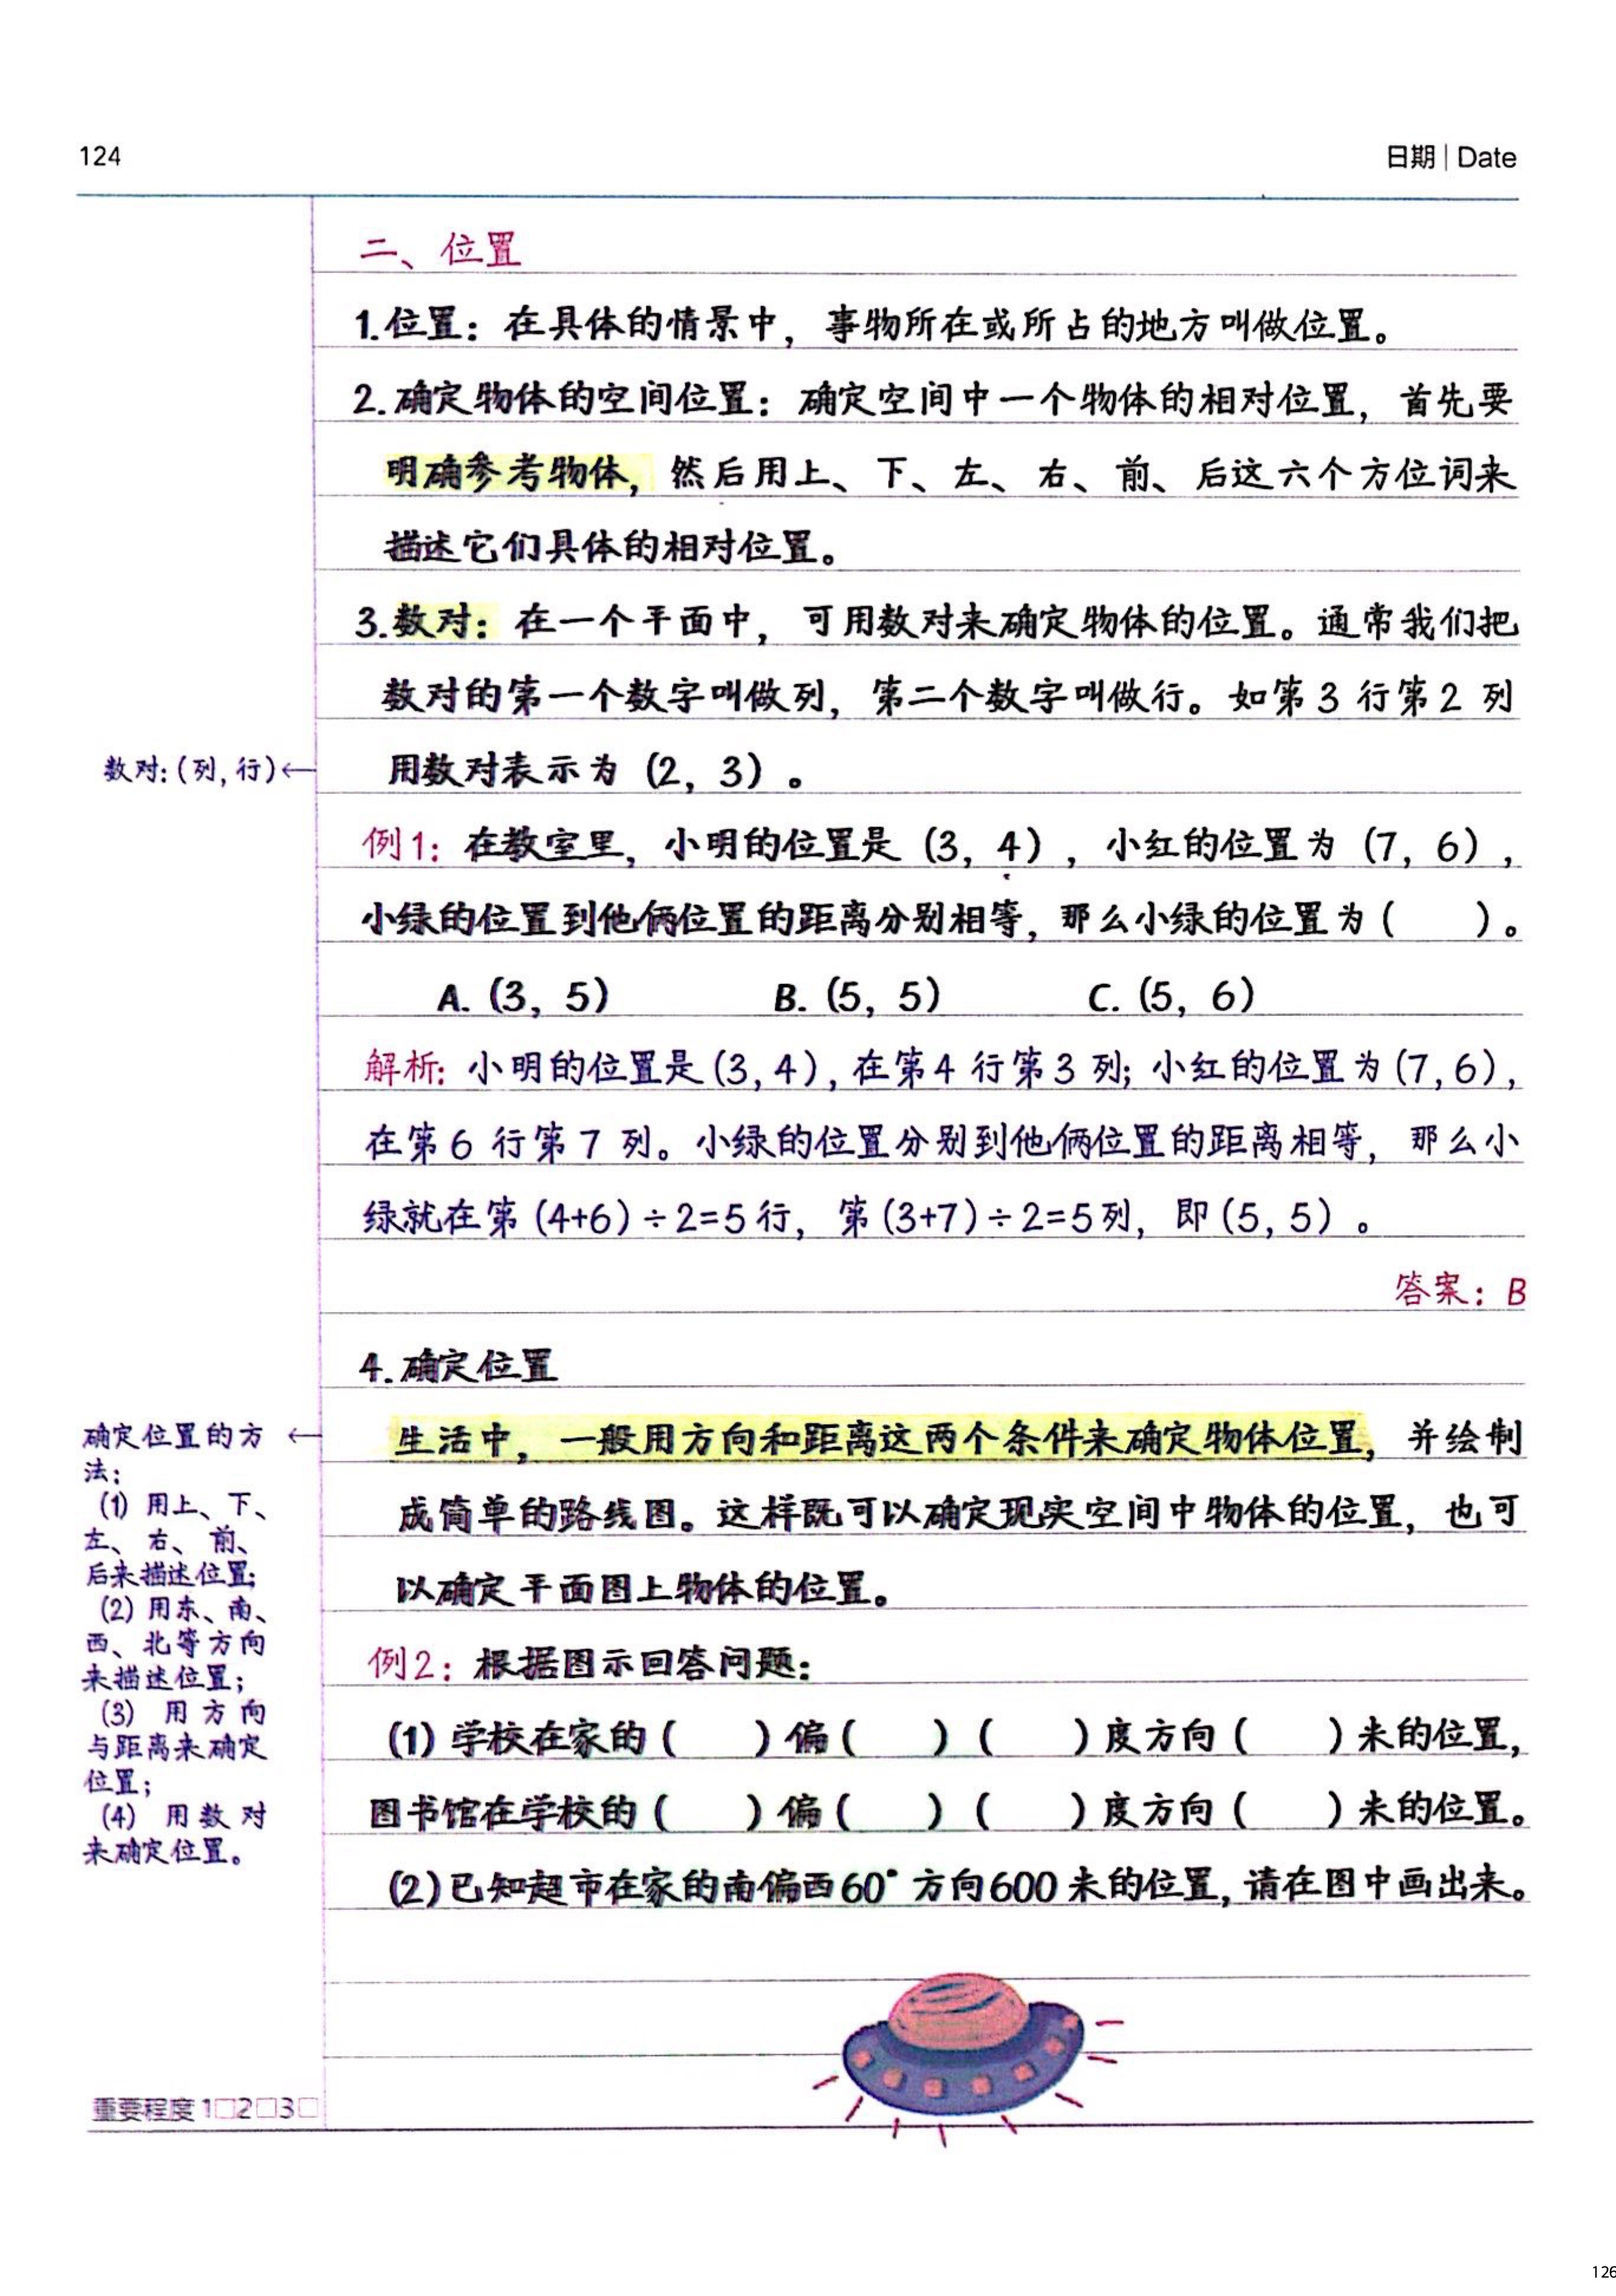 124
日期 | Date
二、位置
1.位置：在具体的情景中，事物所在或所占的地方叫做位置。
2.确定物体的空间位置：确定空间中一个物体的相对位置，首先要
明确参考物体，然后用上、下、左、右、前、后这六个方位词来
描述它们具体的相对位置。
3.数对：在一个平面中，可用数对来确定物体的位置。通常我们把
数对的第一个数字叫做列，第二个数字叫做行。如第3行第2列
数对：(列，行)←
用数对表示为（2，3）。
例1：在教室里，小明的位置是（3，4），小红的位置为（7，6），
小绿的位置到他俩位置的距离分别相等，那么小绿的位置为（　　）。
A.（3，5）　　B.（5，5）　　C.（5，6）
解析：小明的位置是(3，4)，在第4行第3列；小红的位置为(7，6)，
在第6行第7列。小绿的位置分别到他俩位置的距离相等，那么小
绿就在第（4+6）÷2=5行，第（3+7）÷2=5列，即（5，5）。
答案：B
4.确定位置
生活中，一般用方向和距离这两个条件来确定物体位置，并绘制
成简单的路线图。这样既可以确定现实空间中物体的位置，也可
以确定平面图上物体的位置。
例2：根据图示回答问题：
(1)学校在家的（　　）偏（　　）（　　）度方向（　　）米的位置，
图书馆在学校的（　　）偏（　　）（　　）度方向（　　）米的位置。
(2)已知超市在家的南偏西60°方向600米的位置，请在图中画出来。
确定位置的方←
法：
(1) 用上、下、
左、右、前、
后来描述位置；
(2) 用东、南、
西、北等方向
来描述位置；
(3) 用方向
与距离来确定
位置；
(4) 用数对
来确定位置。
重要程度1□2□3□
126